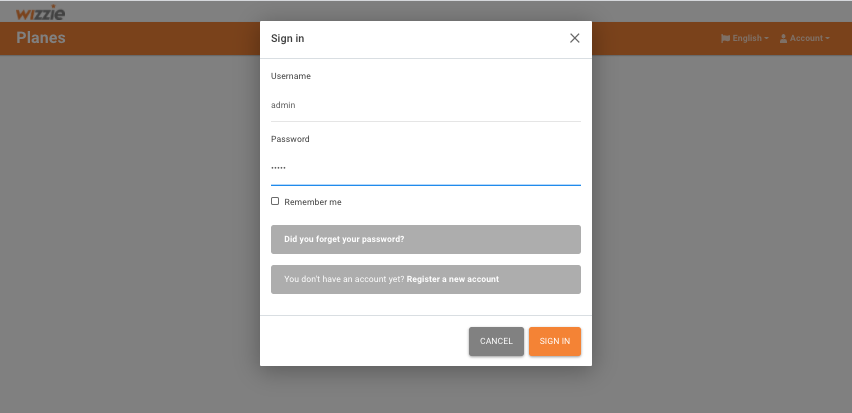 wizzie
Planes
English
Account
Sign in
Username
admin
Password
•••••
Remember me
Did you forget your password?
You don't have an account yet? Register a new account
CANCEL
SIGN IN